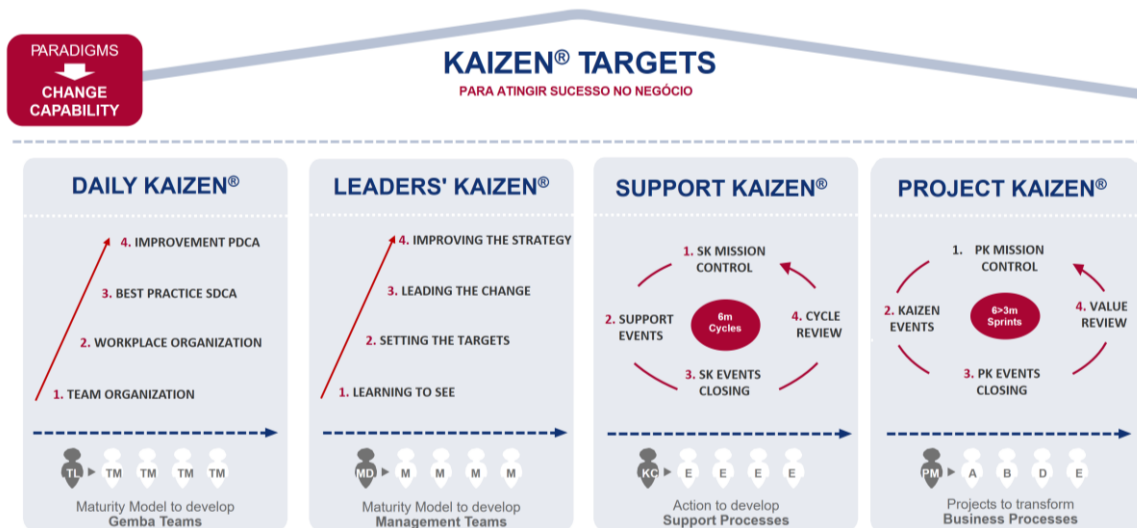 PARADIGMS
CHANGE
CAPABILITY
KAIZEN® TARGETS
PARA ATINGIR SUCESSO NO NEGÓCIO
DAILY KAIZEN®
4. IMPROVEMENT PDCA
3. BEST PRACTICE SDCA
2. WORKPLACE ORGANIZATION
1. TEAM ORGANIZATION
TL TM TM TM TM
Maturity Model to develop
Gemba Teams
LEADERS' KAIZEN®
4. IMPROVING THE STRATEGY
3. LEADING THE CHANGE
2. SETTING THE TARGETS
1. LEARNING TO SEE
MD M M M M
Maturity Model to develop
Management Teams
SUPPORT KAIZEN®
1. SK MISSION
CONTROL
2. SUPPORT
EVENTS
6m
Cycles
4. CYCLE
REVIEW
3. SK EVENTS
CLOSING
KC E E E E
Action to develop
Support Processes
PROJECT KAIZEN®
1. PK MISSION
CONTROL
2. KAIZEN
EVENTS
6>3m
Sprints
4. VALUE
REVIEW
3. PK EVENTS
CLOSING
PM A B D E
Projects to transform
Business Processes